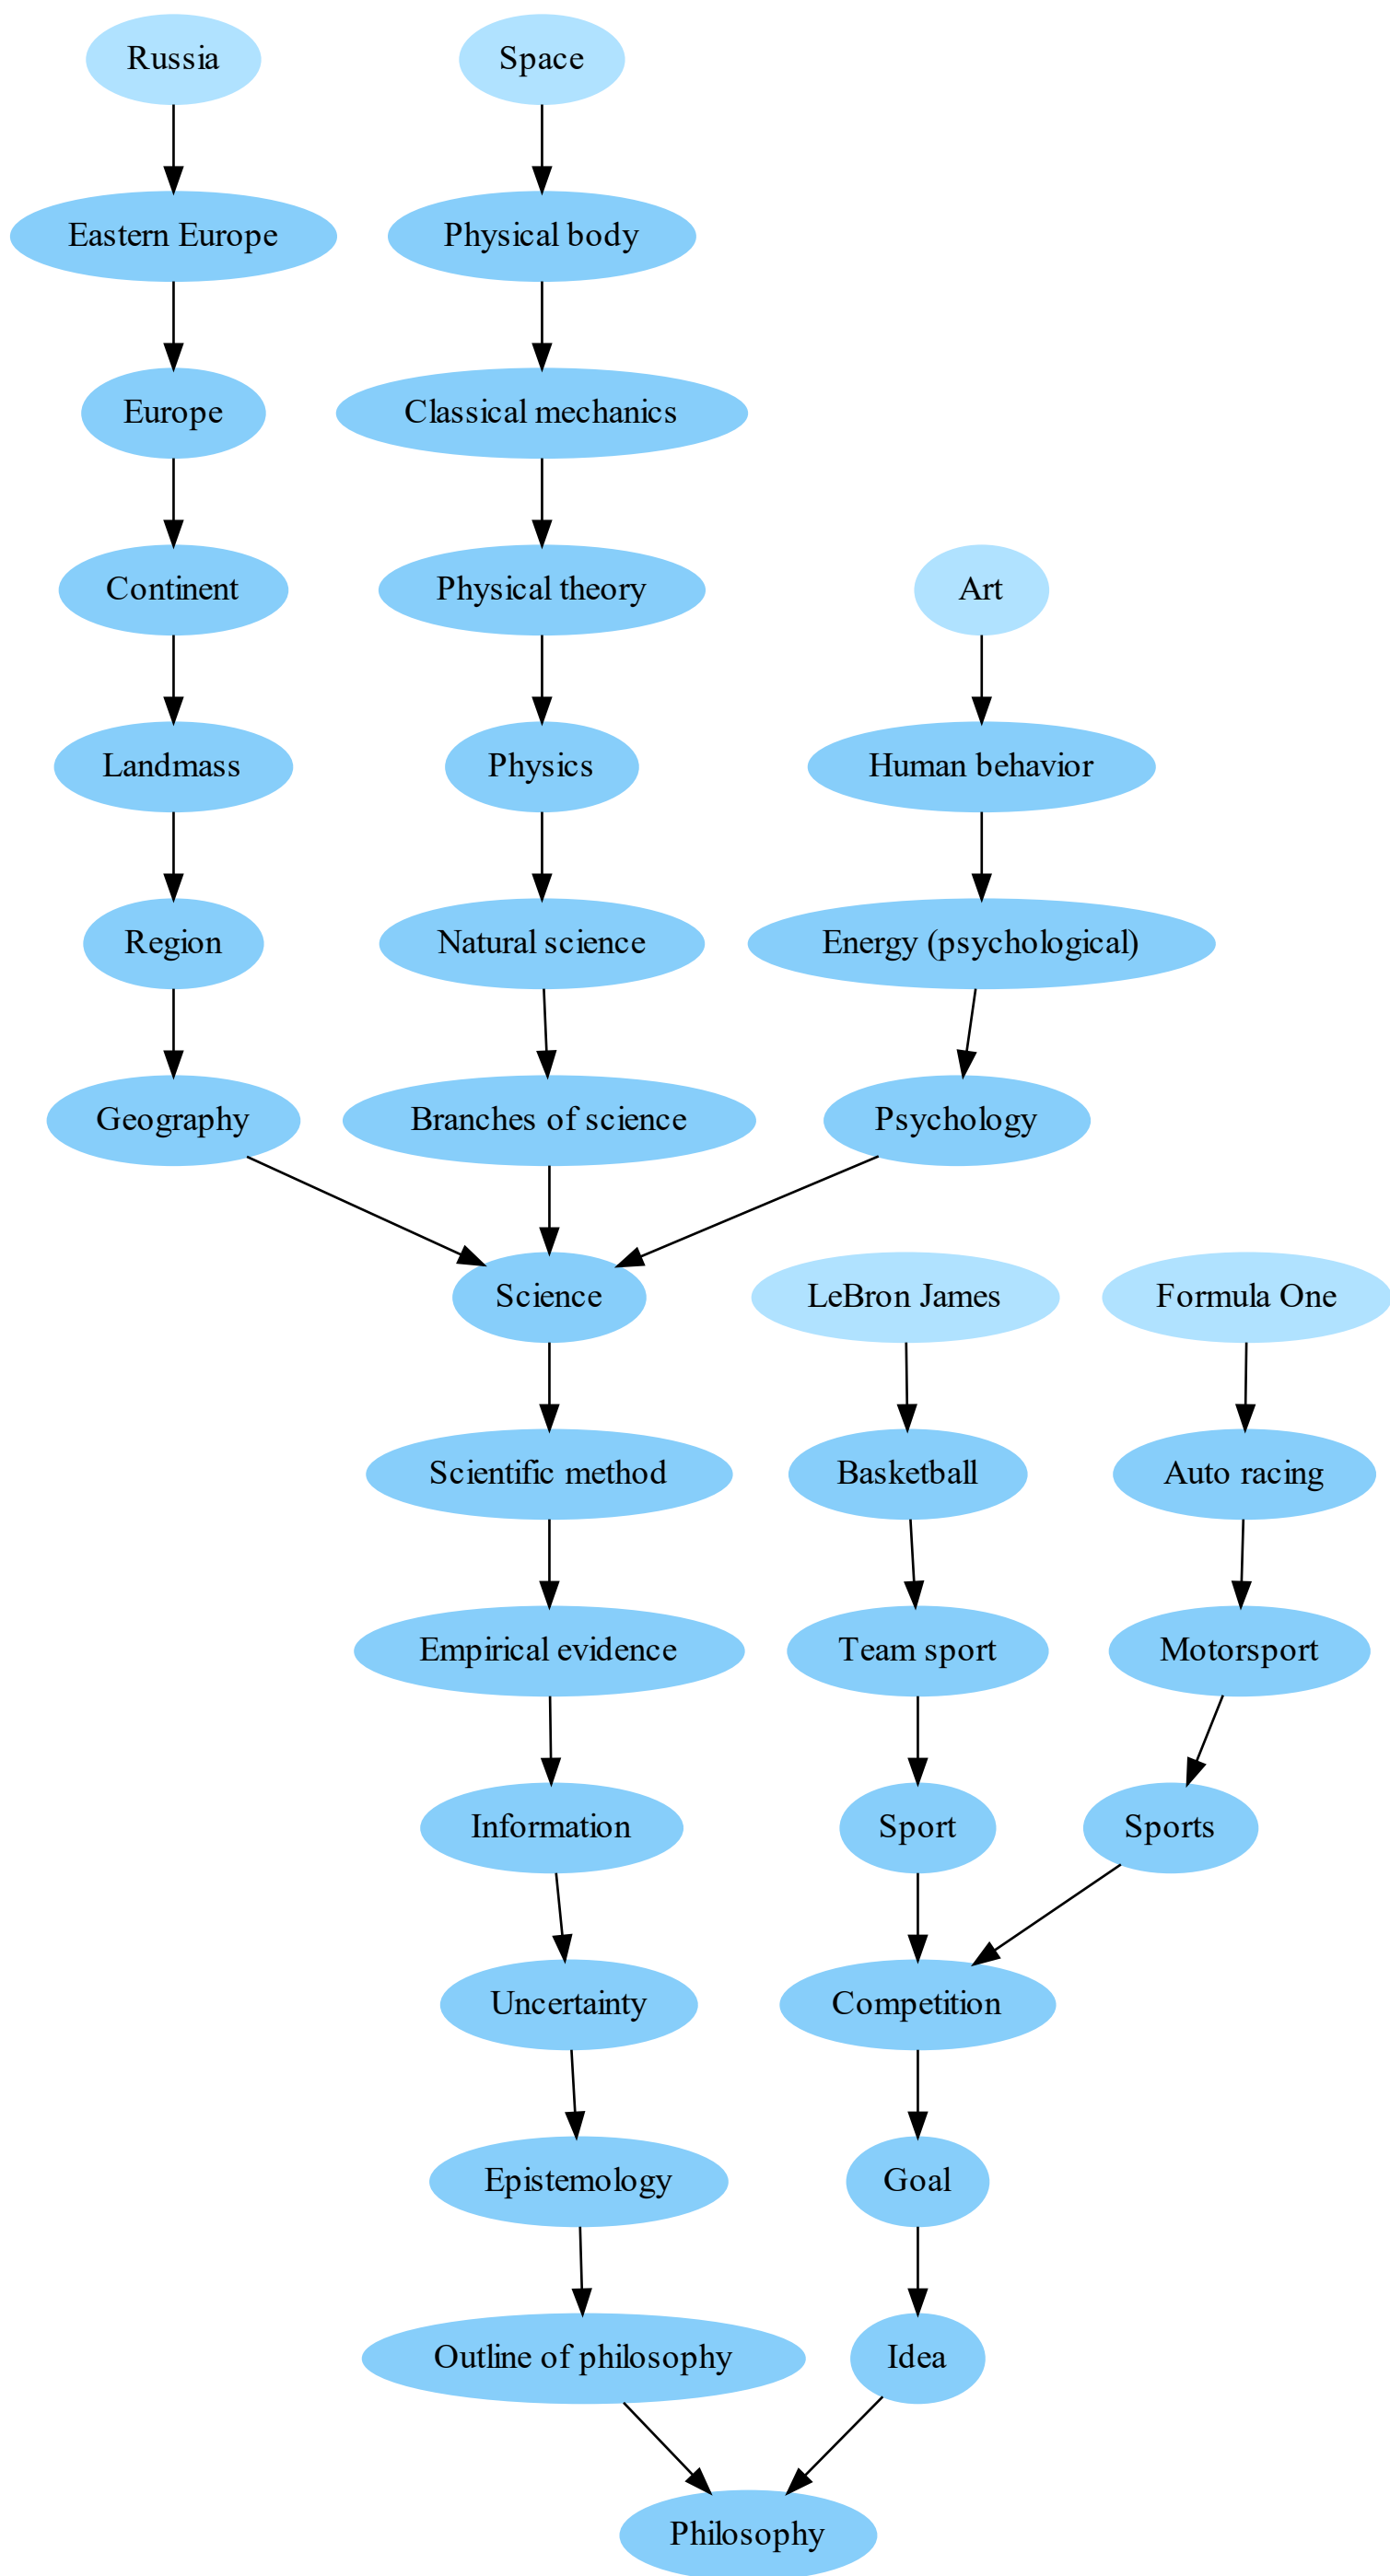 Russia
Space
Eastern Europe
Physical body
Europe
Classical mechanics
Continent
Physical theory
Art
Landmass
Physics
Human behavior
Region
Natural science
Energy (psychological)
Geography
Branches of science
Psychology
Science
LeBron James
Formula One
Scientific method
Basketball
Auto racing
Empirical evidence
Team sport
Motorsport
Information
Sport
Sports
Uncertainty
Competition
Epistemology
Goal
Outline of philosophy
Idea
Philosophy